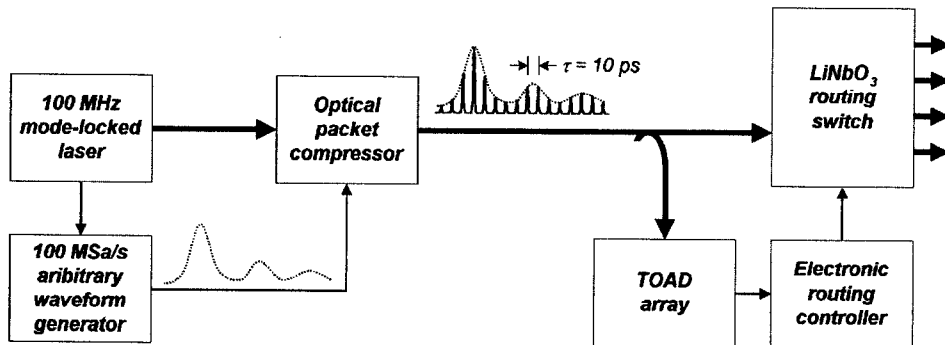 100 MHz
mode-locked
laser
Optical
packet
compressor
τ = 10 ps
LiNbO₃
routing
switch
100 MSa/s
aribitrary
waveform
generator
TOAD
array
Electronic
routing
controller